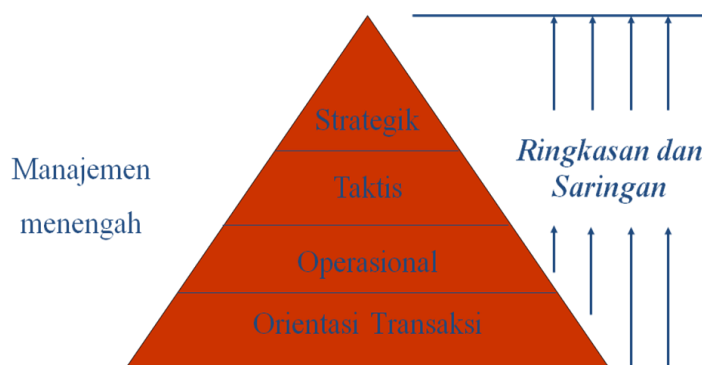 Strategik
Manajemen
menengah
Taktis
Operasional
Orientasi Transaksi
Ringkasan dan
Saringan